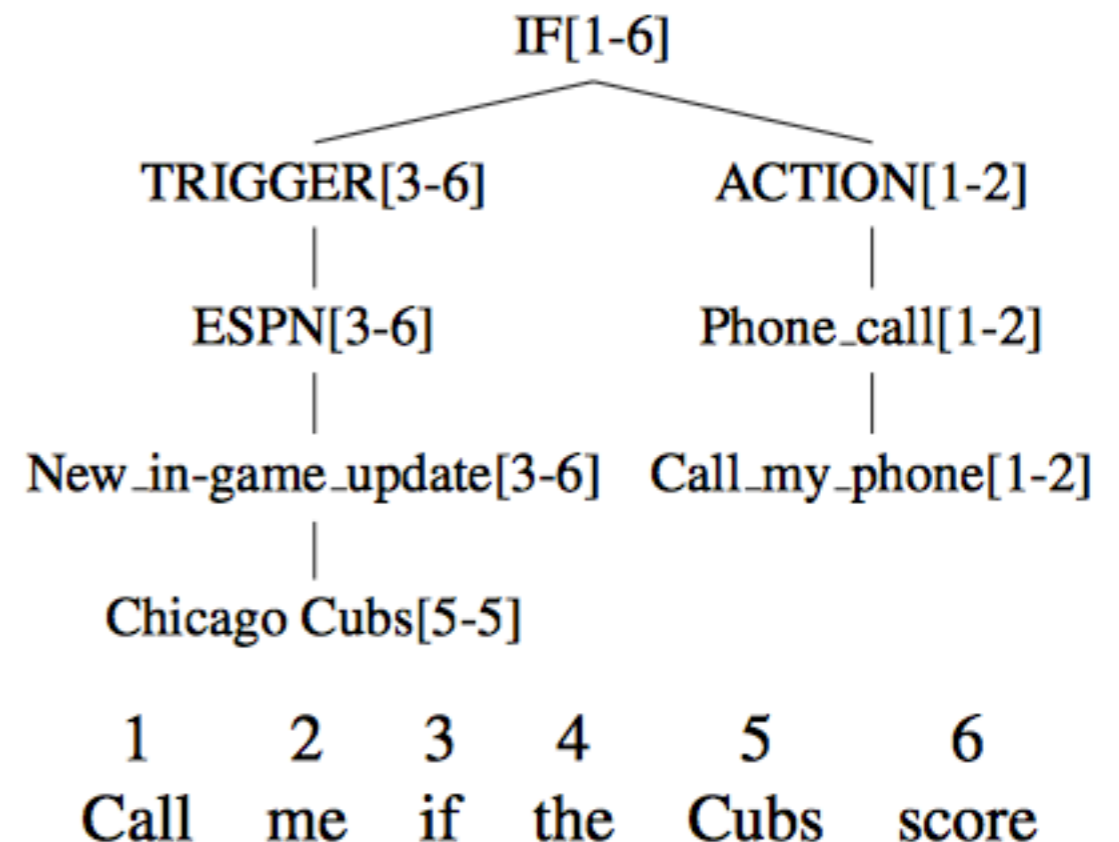 IF[1-6]
TRIGGER[3-6] ACTION[1-2]
ESPN[3-6] Phone_call[1-2]
New_in-game_update[3-6] Call_my_phone[1-2]
Chicago Cubs[5-5]
1 2 3 4 5 6
Call me if the Cubs score